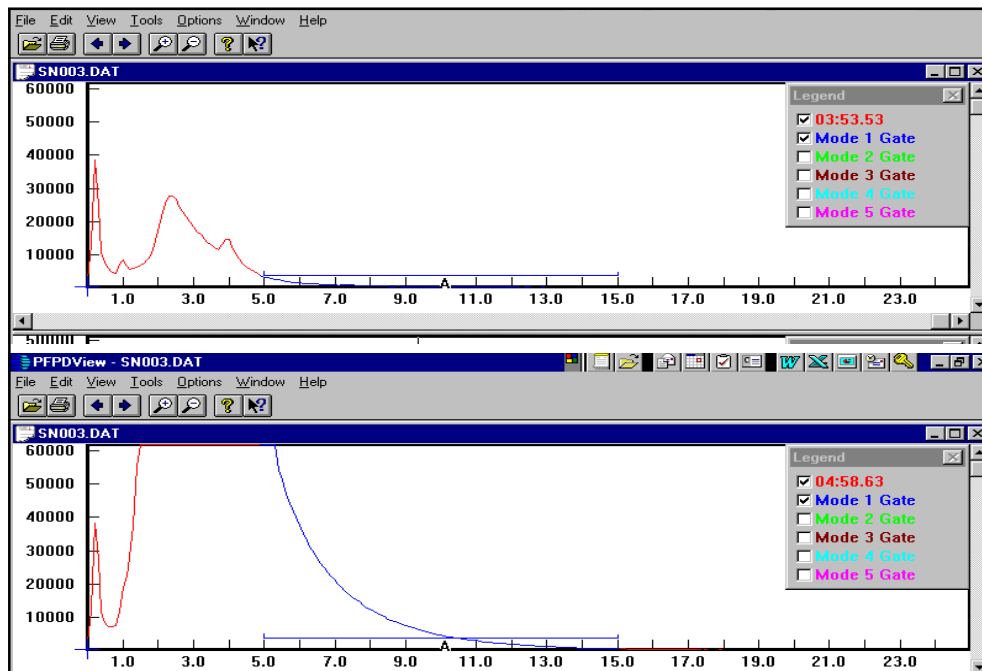 File Edit View Tools Options Window Help
SN003.DAT
60000
50000
40000
30000
20000
10000
A
1.0 3.0 5.0 7.0 9.0 11.0 13.0 15.0 17.0 19.0 21.0 23.0
Legend
03:53.53
Mode 1 Gate
Mode 2 Gate
Mode 3 Gate
Mode 4 Gate
Mode 5 Gate
50000
PFPDView - SN003.DAT
File Edit View Tools Options Window Help
SN003.DAT
60000
50000
40000
30000
20000
10000
A
1.0 3.0 5.0 7.0 9.0 11.0 13.0 15.0 17.0 19.0 21.0 23.0
Legend
04:58.63
Mode 1 Gate
Mode 2 Gate
Mode 3 Gate
Mode 4 Gate
Mode 5 Gate